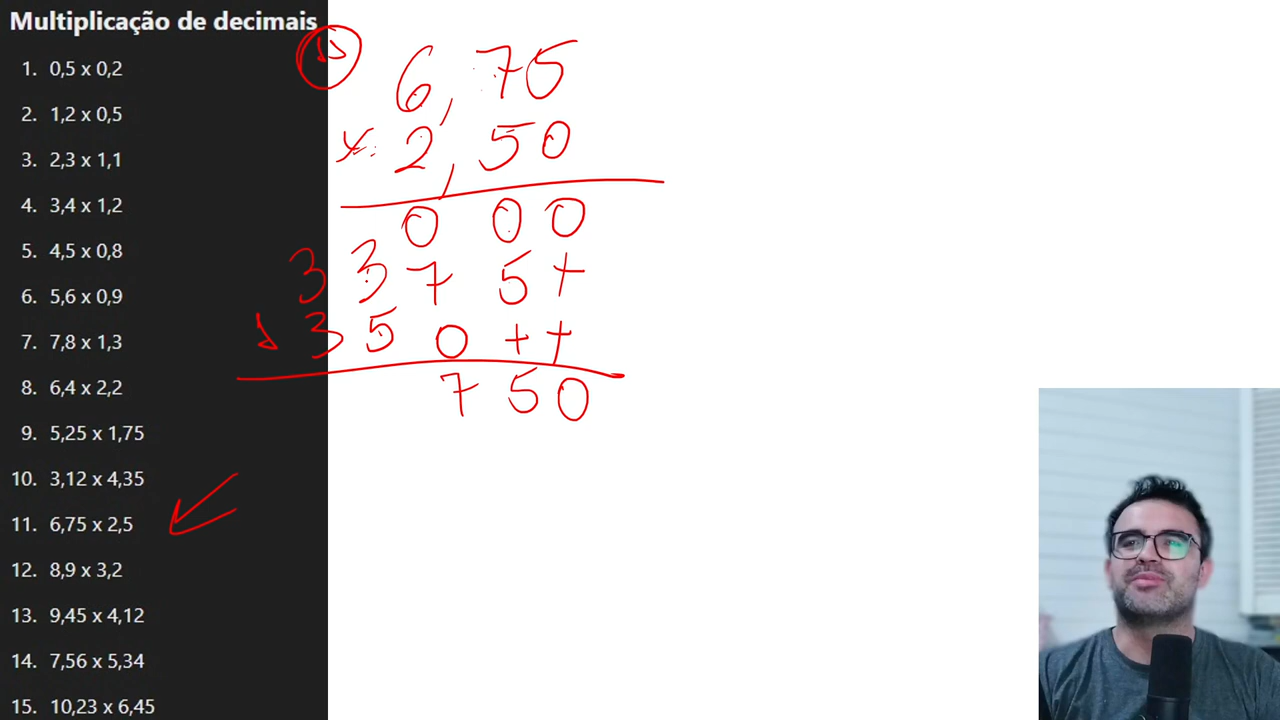 Multiplicação de decimais
1. 0,5 x 0,2
2. 1,2 x 0,5
3. 2,3 x 1,1
4. 3,4 x 1,2
5. 4,5 x 0,8
6. 5,6 x 0,9
7. 7,8 x 1,3
8. 6,4 x 2,2
9. 5,25 x 1,75
10. 3,12 x 4,35
11. 6,75 x 2,5
12. 8,9 x 3,2
13. 9,45 x 4,12
14. 7,56 x 5,34
15. 10,23 x 6,45
11
6,75
x 2,50
0 0 0
3 3 7 5 +
1 3 5 0 + +
7 5 0